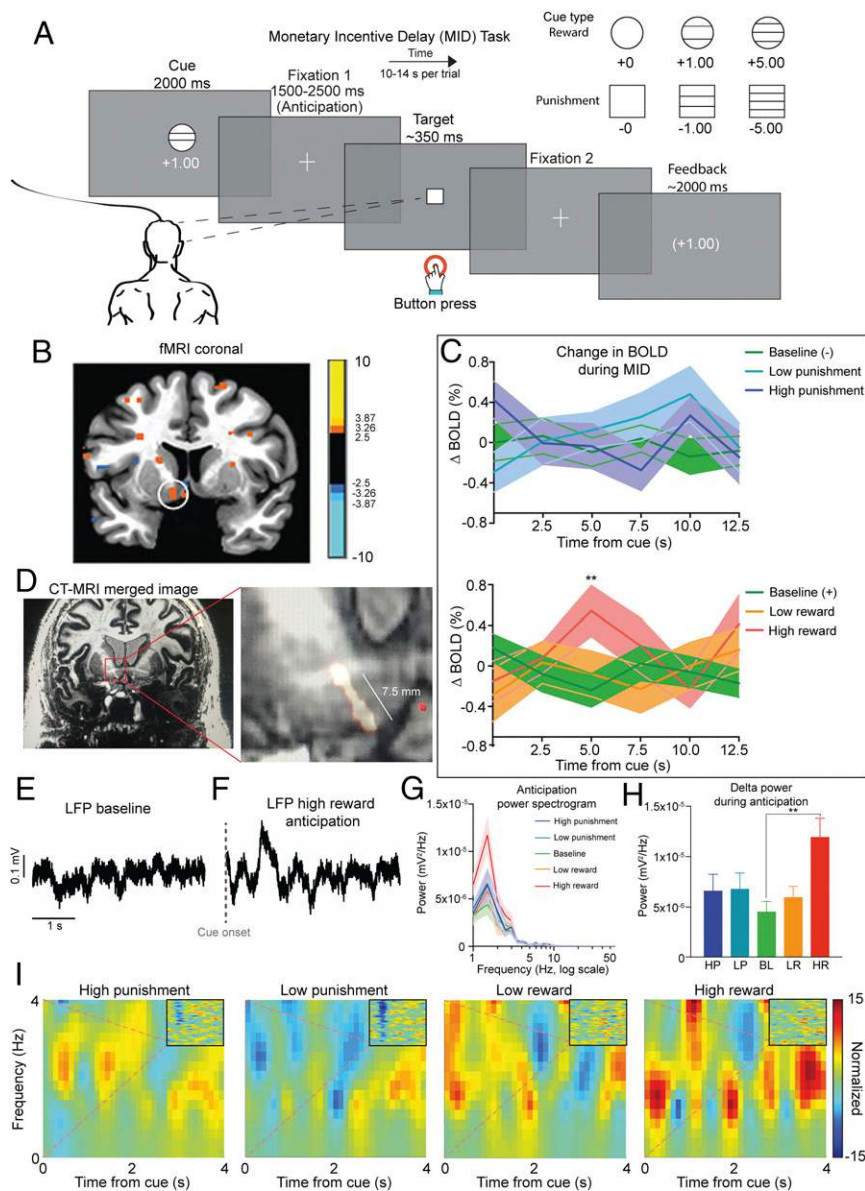 A
Monetary Incentive Delay (MID) Task
Time
10-14 s per trial
Cue
2000 ms
+1.00
Fixation 1
1500-2500 ms
(Anticipation)
Target
~350 ms
Button press
Fixation 2
Feedback
~2000 ms
(+1.00)
Cue type
Reward
+0
+1.00
+5.00
Punishment
-0
-1.00
-5.00
B
fMRI coronal
10
3.87
3.26
2.5
-2.5
-3.26
-3.87
-10
C
Change in BOLD
during MID
Baseline (-)
Low punishment
High punishment
Δ BOLD (%)
0.8
0.4
0
-0.4
-0.8
2.5
5.0
7.5
10.0
12.5
Time from cue (s)
**
Baseline (+)
Low reward
High reward
Δ BOLD (%)
0.8
0.4
0
-0.4
-0.8
2.5
5.0
7.5
10.0
12.5
Time from cue (s)
D
CT-MRI merged image
7.5 mm
E
LFP baseline
0.1 mV
1 s
F
LFP high reward
anticipation
Cue onset
G
Anticipation
power spectrogram
High punishment
Low punishment
Baseline
Low reward
High reward
Power (mV²/Hz)
1.5x10⁻⁵
1x10⁻⁵
5x10⁻⁶
0
1
5
10
50
Frequency (Hz, log scale)
H
Delta power
during anticipation
**
Power (mV²/Hz)
1.5x10⁻⁵
1x10⁻⁵
5x10⁻⁶
0
HP
LP
BL
LR
HR
I
High punishment
Low punishment
Low reward
High reward
Frequency (Hz)
4
2
0
0
2
4
Time from cue (s)
0
2
4
Time from cue (s)
0
2
4
Time from cue (s)
0
2
4
Time from cue (s)
15
Normalized
-15